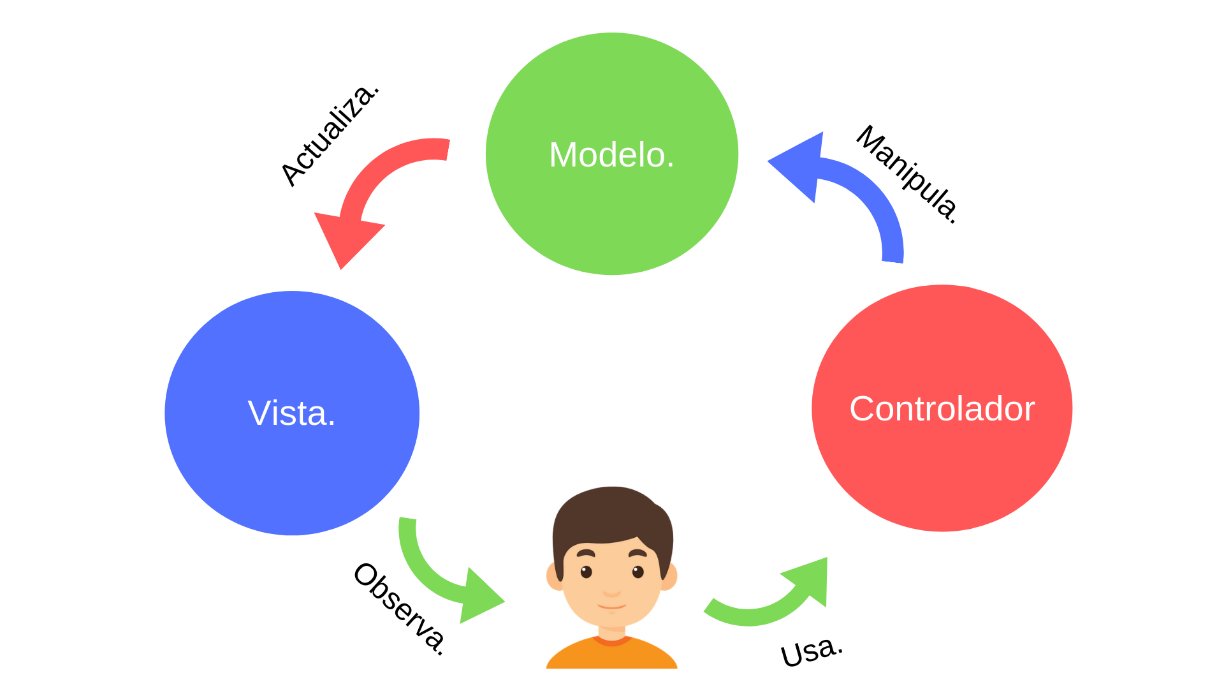 Actualiza.
Modelo.
Manipula.
Vista.
Controlador
Observa.
Usa.